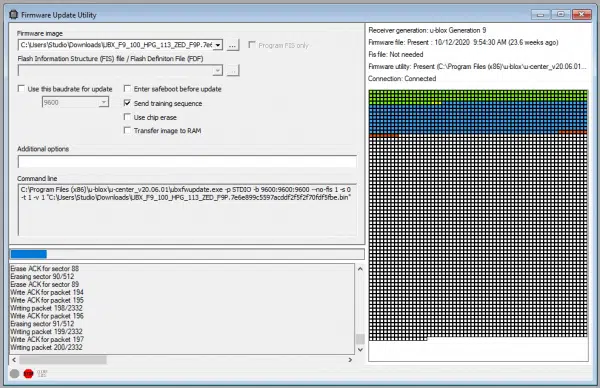 Firmware Update Utility
Firmware image
C:\Users\Studio\Downloads\UBX_F9_100_HPG_113_ZED_F9P.7e6
...
Program FIS only
Flash Information Structure (FIS) file / Flash Definiton File (FDF)
...
Use this baudrate for update
Enter safeboot before update
9600
Send training sequence
Use chip erase
Transfer image to RAM
Additional options
Command line
C:\Program Files (x86)\u-blox\u-center_v20.06.01\ubxfwupdate.exe -p STDIO -b 9600:9600:9600 --no-fis 1 -s 0
-t 1 -v 1 "C:\Users\Studio\Downloads\UBX_F9_100_HPG_113_ZED_F9P.7e6e899c5597acddf2f5f2f70fdf5fbe.bin"
Erase ACK for sector 88
Erasing sector 90/512
Erase ACK for sector 89
Write ACK for packet 194
Write ACK for packet 195
Writing packet 198/2332
Write ACK for packet 196
Erasing sector 91/512
Writing packet 199/2332
Write ACK for packet 197
Writing packet 200/2332
Receiver generation: u-blox Generation 9
Firmware file: Present : 10/12/2020 9:54:30 AM (23.6 weeks ago)
Fis file: Not needed
Firmware utility: Present (C:\Program Files (x86)\u-blox\u-center_v20.06.01...
Connection: Connected